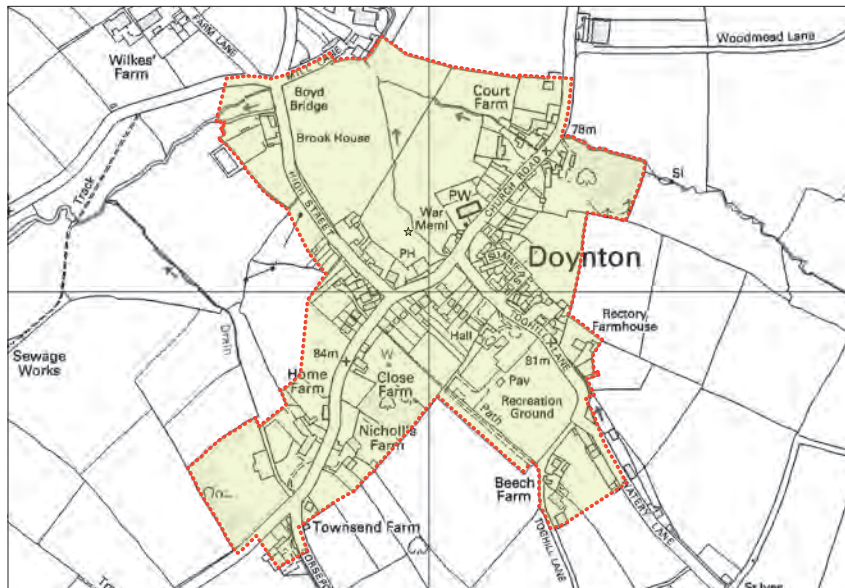 Wilkes'
Farm
FARM LANE
Woodmead Lane
Boyd
Bridge
Brook House
Court
Farm
78m
Track
HIGH STREET
PW
CHURCH ROAD
War
Meml
PH
Doynton
TOGHILL LANE
Rectory
Farmhouse
Drain
Sewage
Works
84m
Home
Farm
W
Close
Farm
Hall
81m
Pav
Recreation
Ground
Path
Nicholl's
Farm
Beech
Farm
WATERY LANE
TOGHILL LANE
Townsend Farm